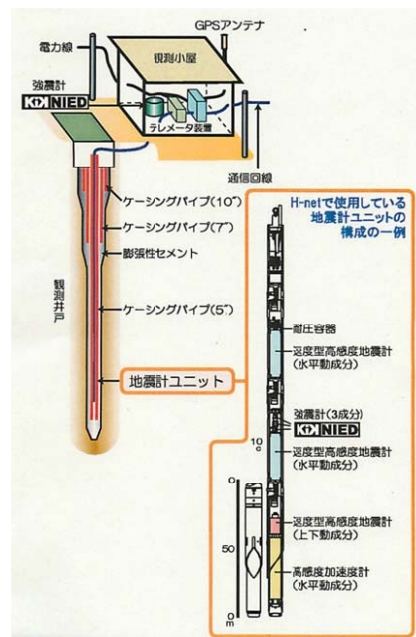 GPSアンテナ
電力線
観測小屋
強震計
KiK NIED
テレメータ装置
通信回線
ケーシングパイプ(10")
ケーシングパイプ(7")
膨張性セメント
観測井戸
ケーシングパイプ(5")
地震計ユニット
H-netで使用している
地震計ユニットの
構成の一例
耐圧容器
速度型高感度地震計
(水平動成分)
強震計(3成分)
KiK NIED
速度型高感度地震計
(水平動成分)
速度型高感度地震計
(上下動成分)
高感度加速度計
(水平動成分)
10
0
50
0
m